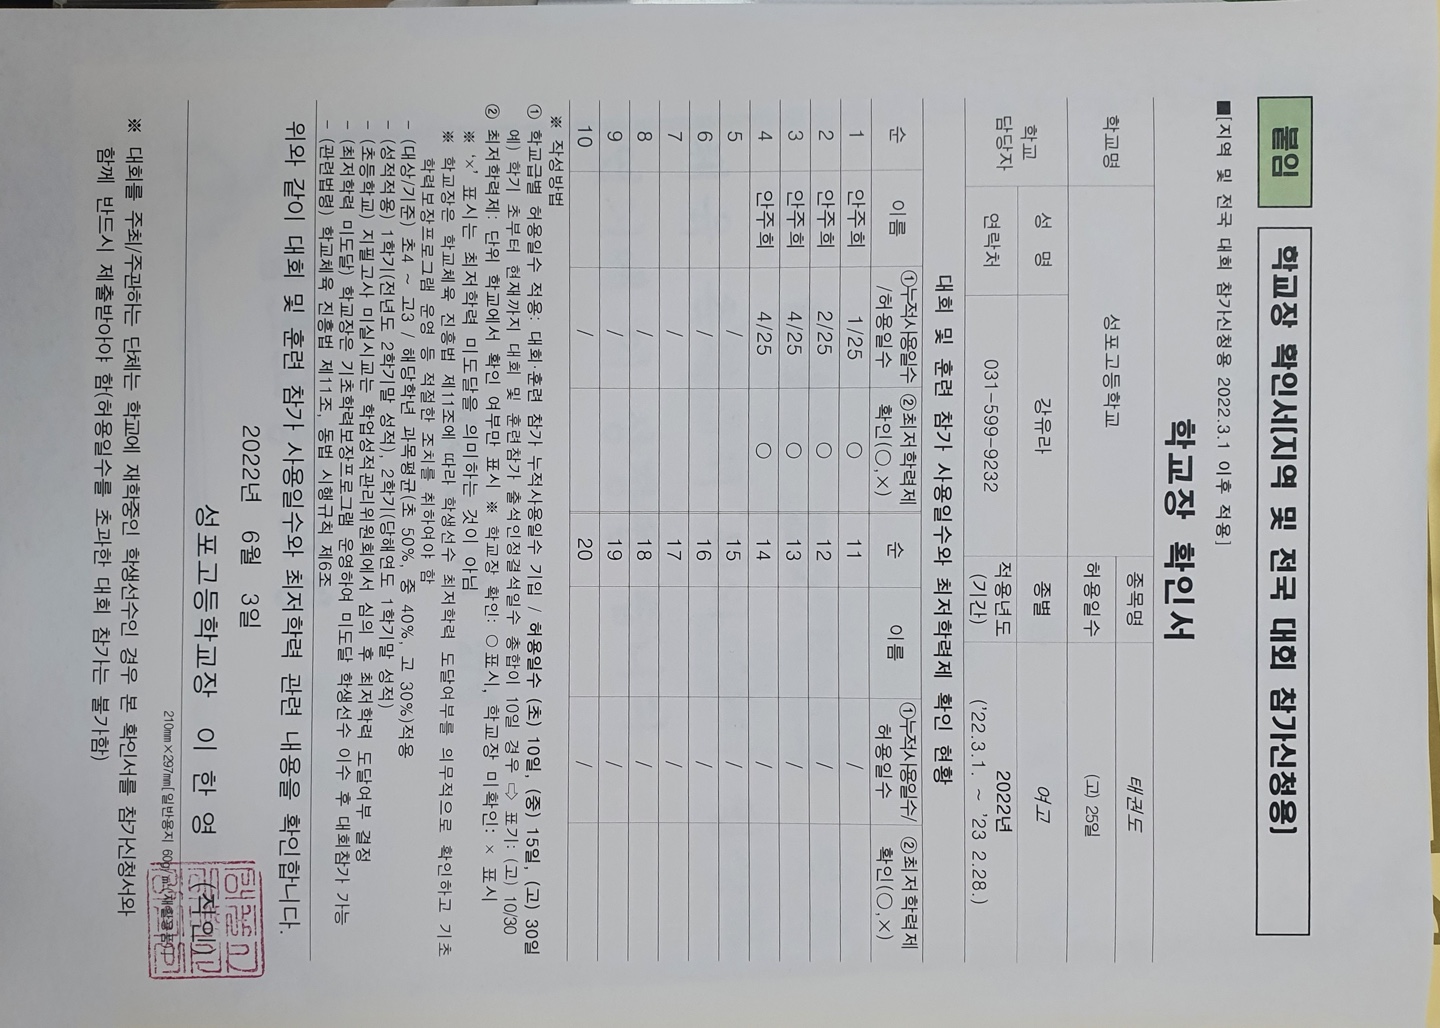 붙임
학교장 확인서[지역 및 전국 대회 참가신청용]
■[지역 및 전국 대회 참가신청용 2022.3.1 이후 적용]
학교장 확인서
학교명 성포고등학교 종목명 태권도
허용일수 (고) 25일
학교 담당자 성 명 강유리 종별 여고
연락처 031-599-9232 적용년도 (기간) 2022년 ('22.3.1. ~ '23 2.28.)
대회 및 훈련 참가 사용일수와 최저학력제 확인 현황
순 이름 ①누적사용일수/허용일수 ②최저학력제 확인(○,×) 순 이름 ①누적사용일수/허용일수 ②최저학력제 확인(○,×)
1 안주희 1/25 ○ 11 /
2 안주희 2/25 ○ 12 /
3 안주희 4/25 ○ 13 /
4 안주희 4/25 ○ 14 /
5 / 15 /
6 / 16 /
7 / 17 /
8 / 18 /
9 / 19 /
10 / 20 /
※ 작성방법
① 학교급별 허용일수 적용: 대회·훈련 참가 누적사용일수 기입 / 허용일수 (초) 10일, (중) 15일, (고) 30일
예) 학기 초부터 현재까지 대회 및 훈련참가 출석인정결석일수 총합이 10일 경우 ⇨ 표기: (고) 10/30
② 최저학력제: 단위 학교에서 확인 여부만 표시 ※ 학교장 확인: ○ 표시, 학교장 미확인: × 표시
※ '×' 표시는 최저학력 미도달을 의미하는 것이 아님
※ 학교장은 학교체육 진흥법 제11조에 따라 학생선수 최저학력 도달여부를 의무적으로 확인하고 기초
학력보장프로그램 운영 등 적절한 조치를 취하여야 함
- (대상/기준) 초4 ~ 고3 / 해당학년 과목평균(초 50%, 중 40%, 고 30%)적용
- (성적적용) 1학기(전년도 2학기말 성적), 2학기(당해연도 1학기말 성적)
- (초등학교) 지필고사 미실시교는 학업성적관리위원회에서 심의 후 최저학력 도달여부 결정
- (최저학력 미도달) 학교장은 기초학력보장프로그램 운영하여 미도달 학생선수 이수 후 대회참가 가능
- (관련법령) 학교체육 진흥법 제11조, 동법 시행규칙 제6조
위와 같이 대회 및 훈련 참가 사용일수와 최저학력 관련 내용을 확인합니다.
2022년 6월 3일
성포고등학교장 이 한 영 (직인)
210mm×297mm[일반용지 60g/㎡(재활용품)]
※ 대회를 주최/주관하는 단체는 학교에 재학중인 학생선수인 경우 본 확인서를 참가신청서와
함께 반드시 제출받아야 함(허용일수를 초과한 대회 참가는 불가함)